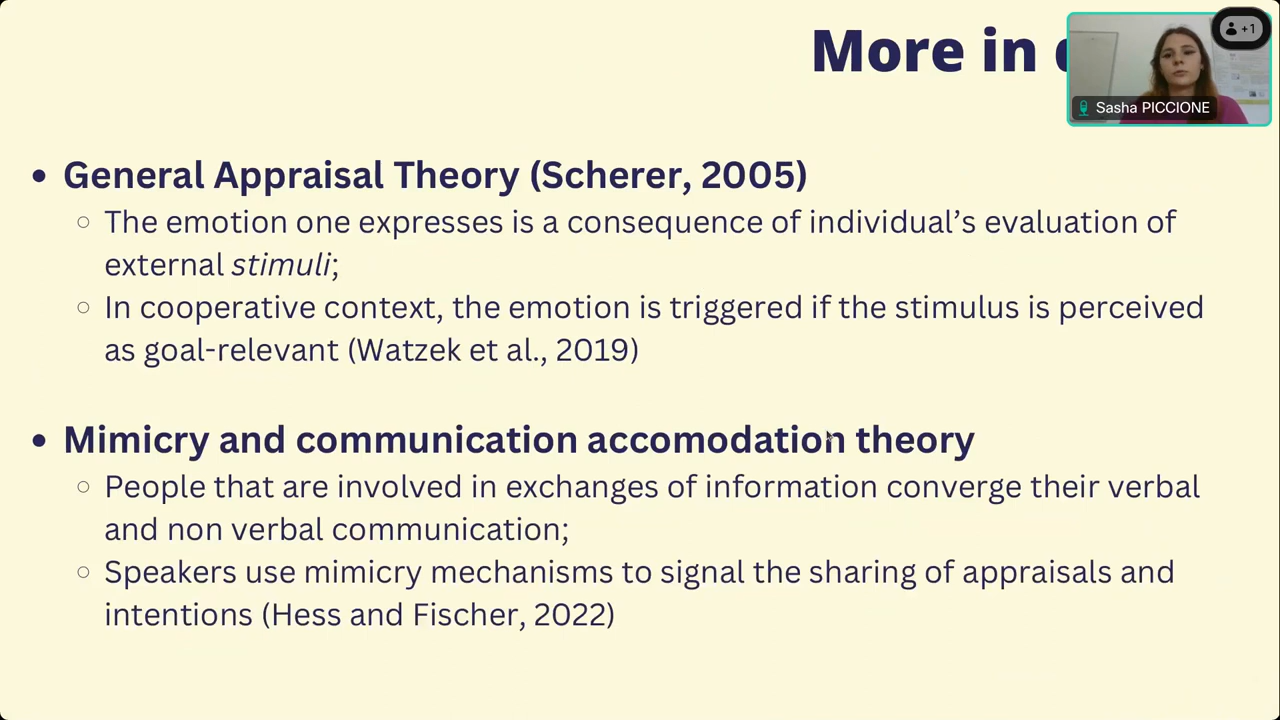 More in
+1
Sasha PICCIONE
• General Appraisal Theory (Scherer, 2005)
○ The emotion one expresses is a consequence of individual’s evaluation of
external stimuli;
○ In cooperative context, the emotion is triggered if the stimulus is perceived
as goal-relevant (Watzek et al., 2019)
• Mimicry and communication accomodation theory
○ People that are involved in exchanges of information converge their verbal
and non verbal communication;
○ Speakers use mimicry mechanisms to signal the sharing of appraisals and
intentions (Hess and Fischer, 2022)